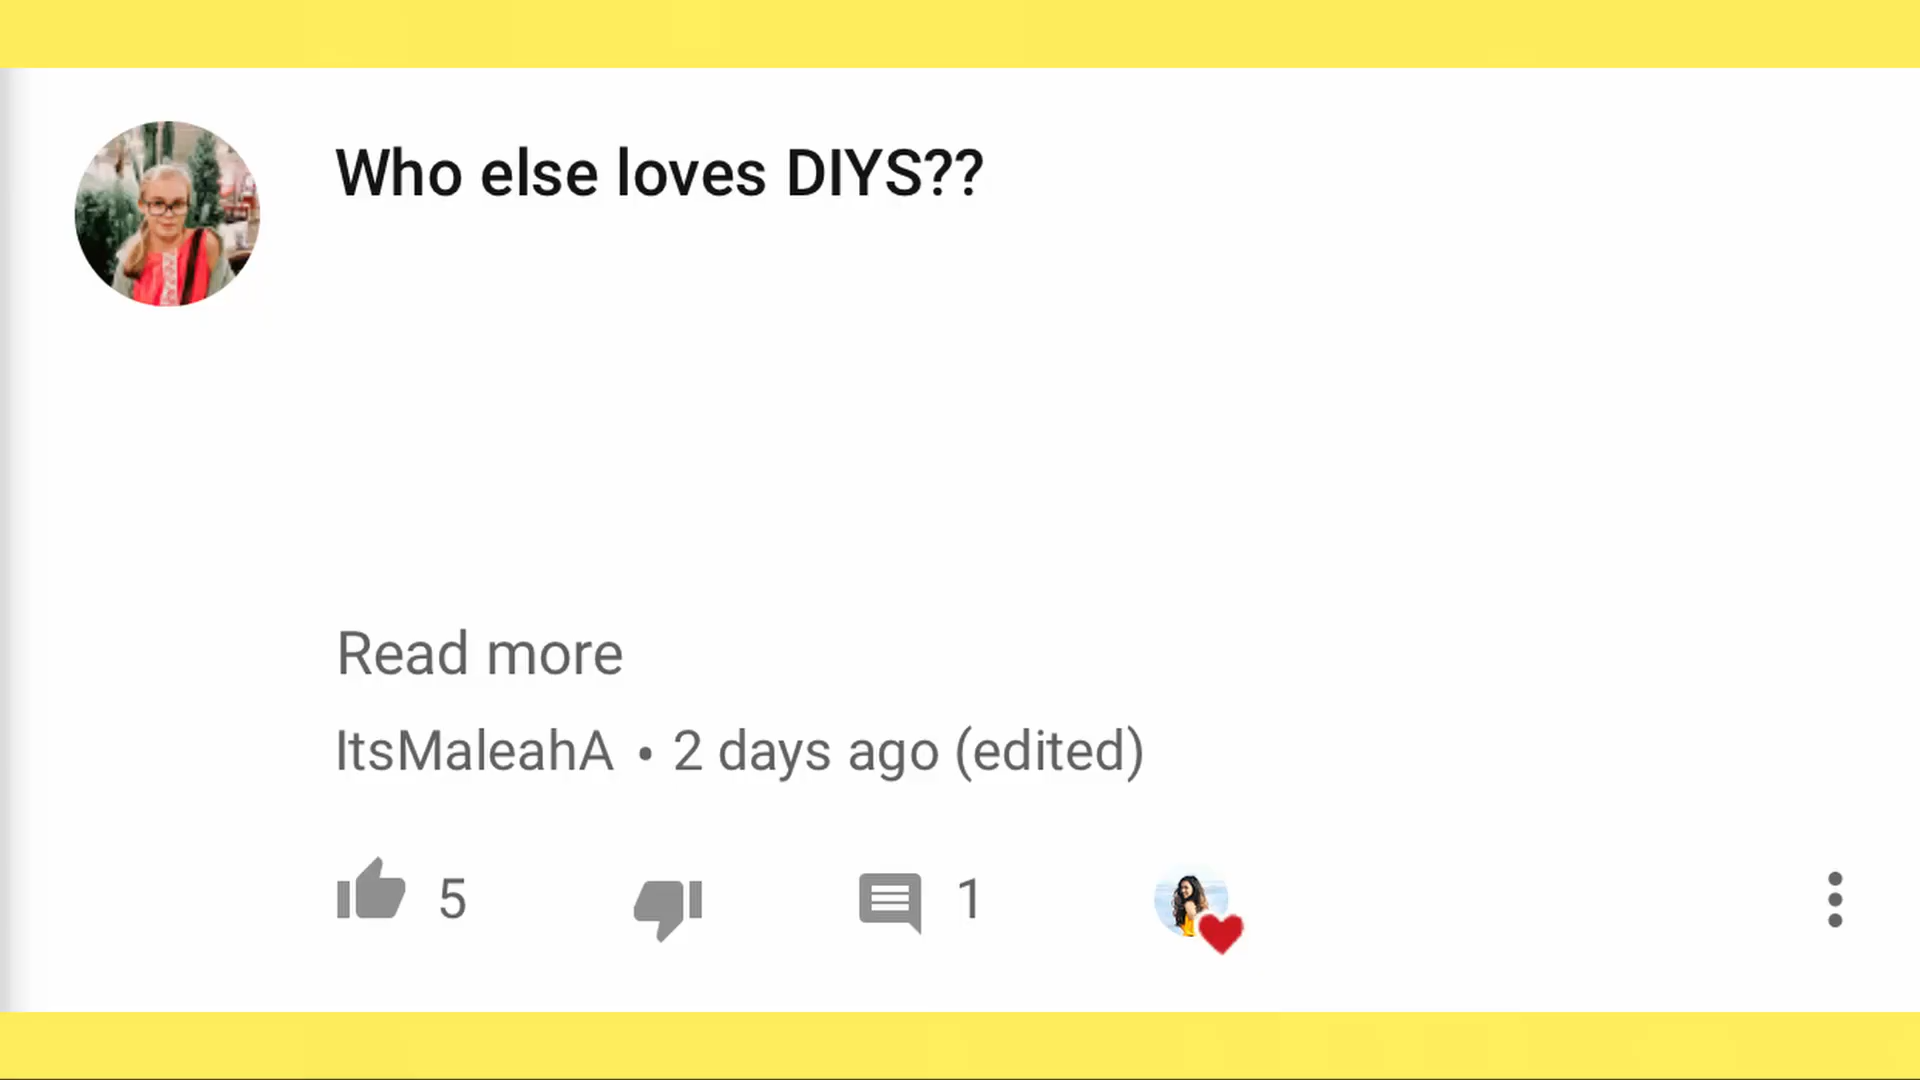 Who else loves DIYS??
Read more
ItsMaleahA • 2 days ago (edited)
5 1